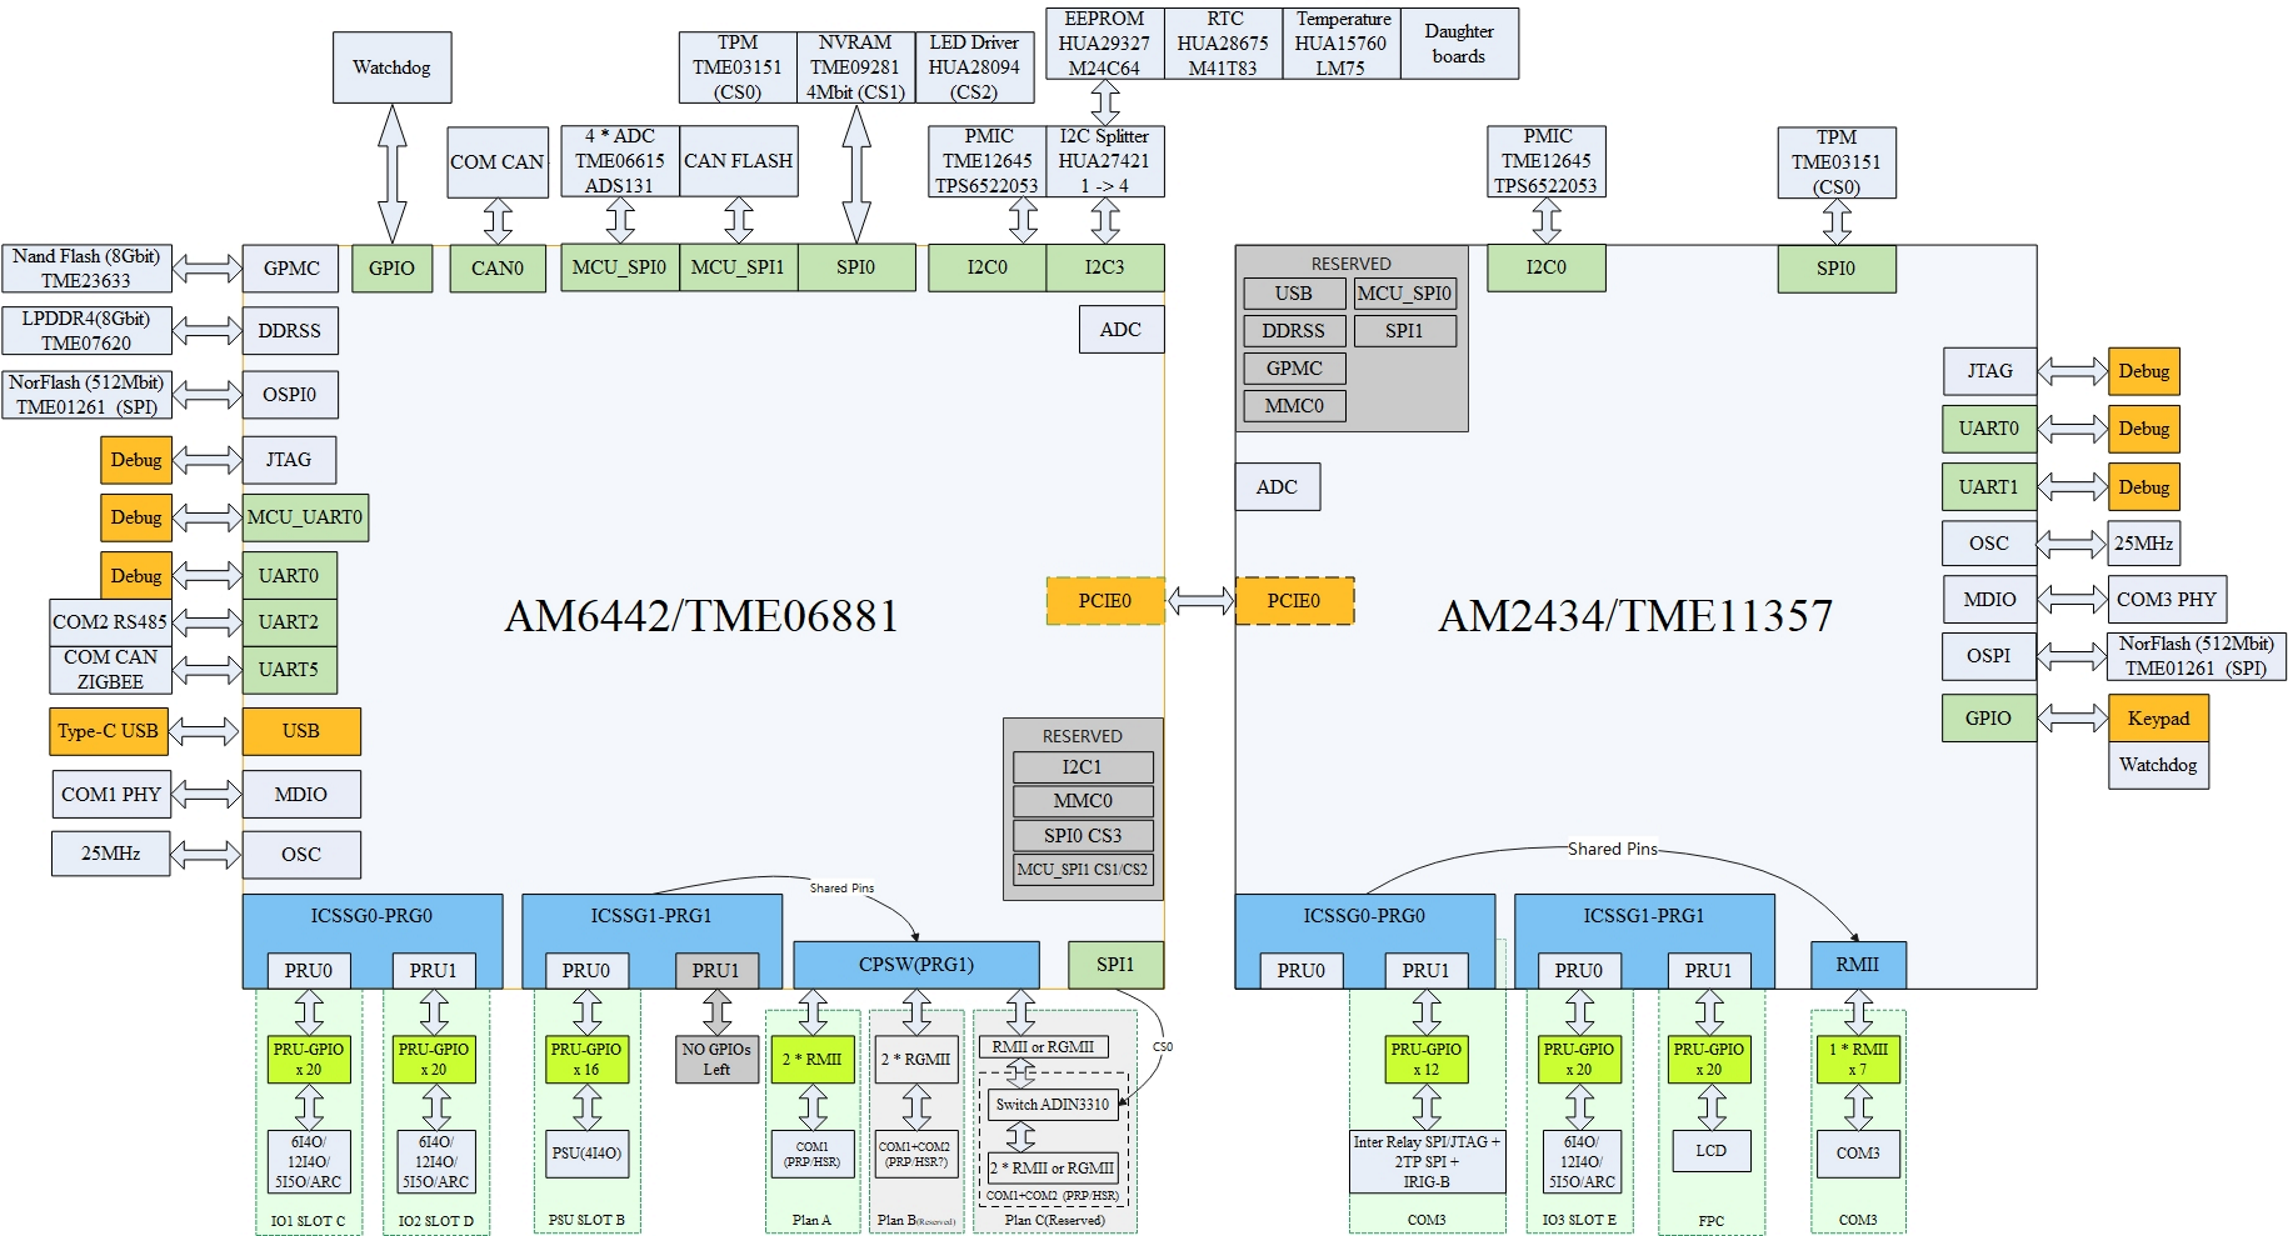 Watchdog
TPM
TME03151
(CS0)
NVRAM
TME09281
4Mbit (CS1)
LED Driver
HUA28094
(CS2)
EEPROM
HUA29327
M24C64
RTC
HUA28675
M41T83
Temperature
HUA15760
LM75
Daughter
boards
COM CAN
4 * ADC
TME06615
ADS131
CAN FLASH
PMIC
TME12645
TPS6522053
I2C Splitter
HUA27421
1 -> 4
PMIC
TME12645
TPS6522053
TPM
TME03151
(CS0)
Nand Flash (8Gbit)
TME23633
GPMC
GPIO
CAN0
MCU_SPI0
MCU_SPI1
SPI0
I2C0
I2C3
LPDDR4(8Gbit)
TME07620
DDRSS
ADC
NorFlash (512Mbit)
TME01261 (SPI)
OSPI0
Debug
JTAG
Debug
MCU_UART0
Debug
UART0
COM2 RS485
UART2
COM CAN
ZIGBEE
UART5
AM6442/TME06881
PCIE0
Type-C USB
USB
COM1 PHY
MDIO
25MHz
OSC
RESERVED
I2C1
MMC0
SPI0 CS3
MCU_SPI1 CS1/CS2
Shared Pins
ICSSG0-PRG0
PRU0
PRU1
ICSSG1-PRG1
PRU0
PRU1
CPSW(PRG1)
SPI1
CS0
PRU-GPIO
x 20
PRU-GPIO
x 20
PRU-GPIO
x 16
NO GPIOs
Left
2 * RMII
2 * RGMII
RMII or RGMII
Switch ADIN3310
2 * RMII or RGMII
COM1+COM2 (PRP/HSR)
6I4O/
12I4O/
5I5O/ARC
6I4O/
12I4O/
5I5O/ARC
PSU(4I4O)
COM1
(PRP/HSR)
COM1+COM2
(PRP/HSR?)
IO1 SLOT C
IO2 SLOT D
PSU SLOT B
Plan A
Plan B(Reserved)
Plan C(Reserved)
RESERVED
USB
MCU_SPI0
DDRSS
SPI1
GPMC
MMC0
I2C0
SPI0
ADC
PCIE0
AM2434/TME11357
JTAG
Debug
UART0
Debug
UART1
Debug
OSC
25MHz
MDIO
COM3 PHY
OSPI
NorFlash (512Mbit)
TME01261 (SPI)
GPIO
Keypad
Watchdog
Shared Pins
ICSSG0-PRG0
PRU0
PRU1
ICSSG1-PRG1
PRU0
PRU1
RMII
PRU-GPIO
x 12
PRU-GPIO
x 20
PRU-GPIO
x 20
1 * RMII
x 7
Inter Relay SPI/JTAG +
2TP SPI +
IRIG-B
6I4O/
12I4O/
5I5O/ARC
LCD
COM3
COM3
IO3 SLOT E
FPC
COM3